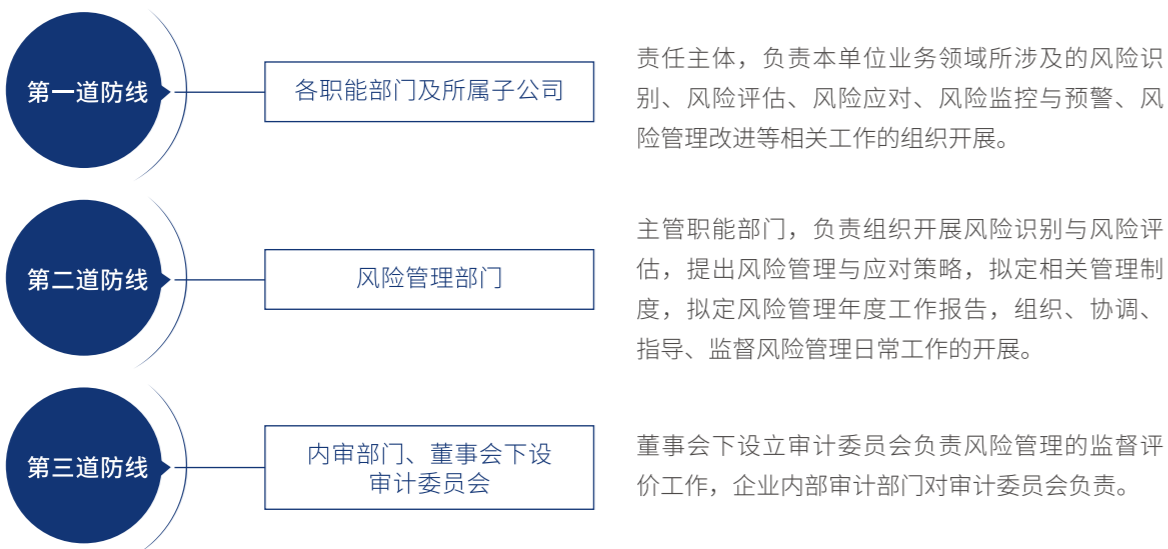 第一道防线
各职能部门及所属子公司
责任主体，负责本单位业务领域所涉及的风险识
别、风险评估、风险应对、风险监控与预警、风
险管理改进等相关工作的组织开展。
第二道防线
风险管理部门
主管职能部门，负责组织开展风险识别与风险评
估，提出风险管理与应对策略，拟定相关管理制
度，拟定风险管理年度工作报告，组织、协调、
指导、监督风险管理日常工作的开展。
第三道防线
内审部门、董事会下设
审计委员会
董事会下设立审计委员会负责风险管理的监督评
价工作，企业内部审计部门对审计委员会负责。